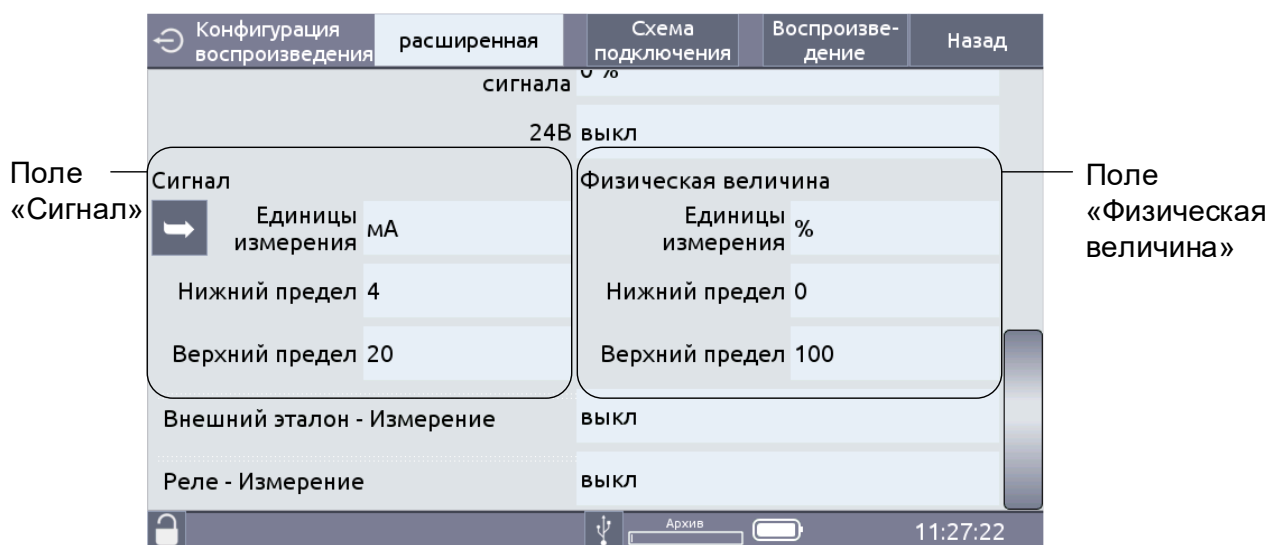 Конфигурация
воспроизведения
расширенная
Схема
подключения
Воспроизве-
дение
Назад
сигнала 0 %
24В выкл
Поле
«Сигнал»
Сигнал
Единицы
измерения
мА
Нижний предел 4
Верхний предел 20
Физическая величина
Единицы
измерения
%
Нижний предел 0
Верхний предел 100
Поле
«Физическая
величина»
Внешний эталон - Измерение выкл
Реле - Измерение выкл
Архив
11:27:22